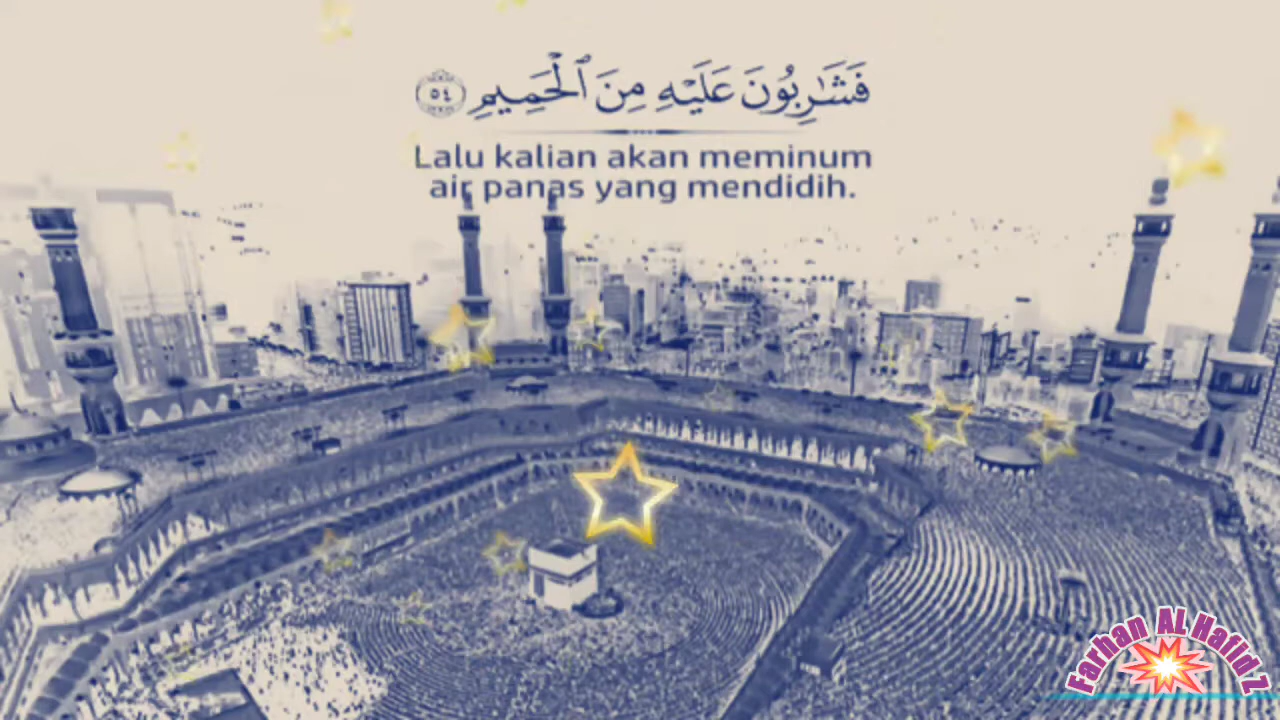 فَشَٰرِبُونَ عَلَيْهِ مِنَ ٱلْحَمِيمِ ٥٤
Lalu kalian akan meminum
air panas yang mendidih.
Farhan AL Hafidz